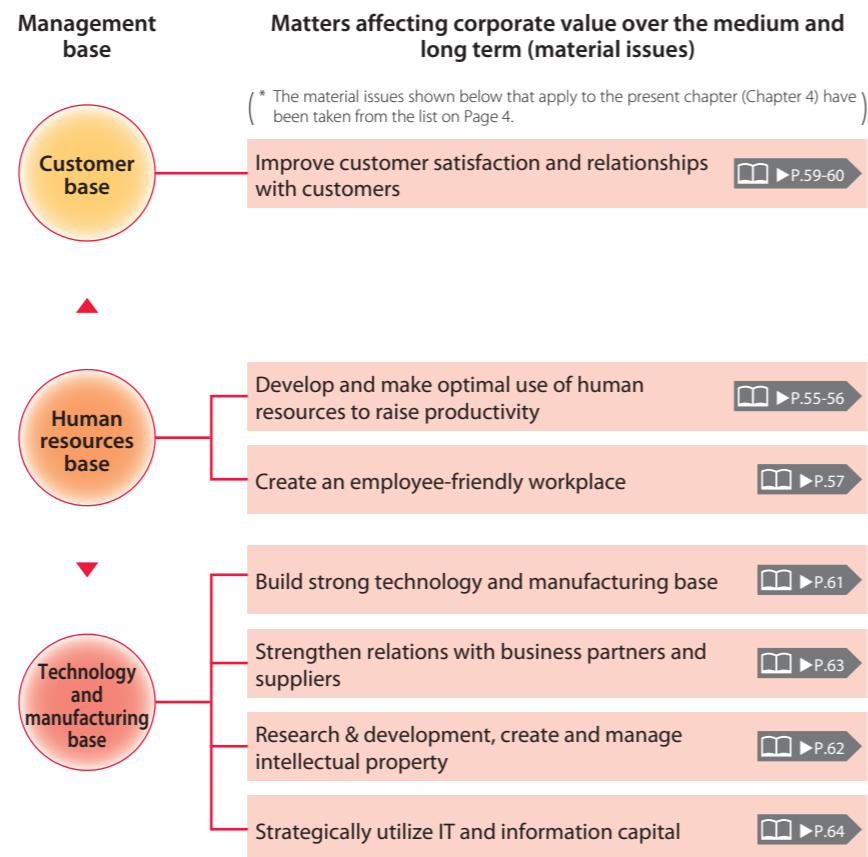 Management
base
Matters affecting corporate value over the medium and
long term (material issues)
* The material issues shown below that apply to the present chapter (Chapter 4) have
been taken from the list on Page 4.
Customer
base
Improve customer satisfaction and relationships
with customers
▶P.59-60
Human
resources
base
Develop and make optimal use of human
resources to raise productivity
▶P.55-56
Create an employee-friendly workplace
▶P.57
Technology
and
manufacturing
base
Build strong technology and manufacturing base
▶P.61
Strengthen relations with business partners and
suppliers
▶P.63
Research & development, create and manage
intellectual property
▶P.62
Strategically utilize IT and information capital
▶P.64